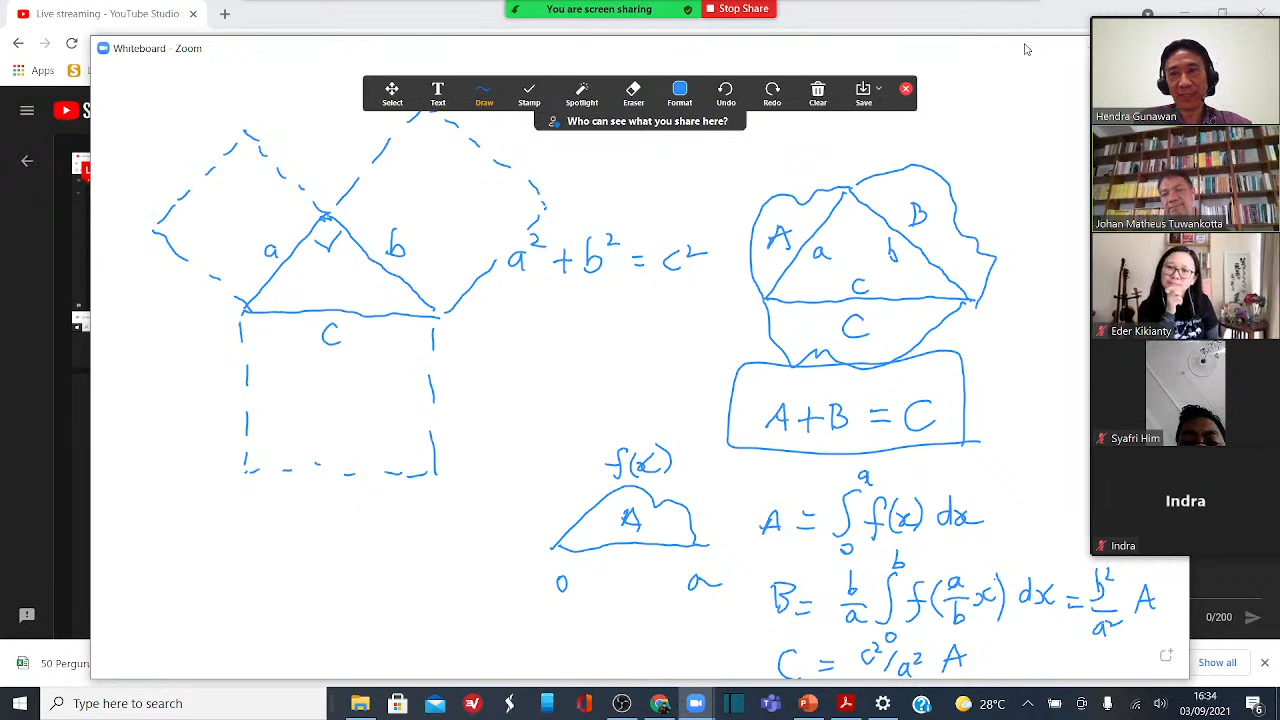 Live streaming - YouTube Studio
You are screen sharing
Stop Share
Apps
Whiteboard - Zoom
Select
Text
Draw
Stamp
Spotlight
Eraser
Format
Undo
Redo
Clear
Save
Who can see what you share here?
Hendra Gunawan
Johan Matheus Tuwankotta
Eder Kikianty
Syafri Him
Indra
Indra
a
b
C
a² + b² = c²
A
a
B
b
c
C
A + B = C
f(x)
A
0
a
A = ∫₀ᵃ f(x) dx
B = b/a ∫₀ᵇ f(a/b x) dx = b²/a² A
C = c²/a² A
0/200
50 Pergur
Show all
Type here to search
28°C
16:34
03/09/2021